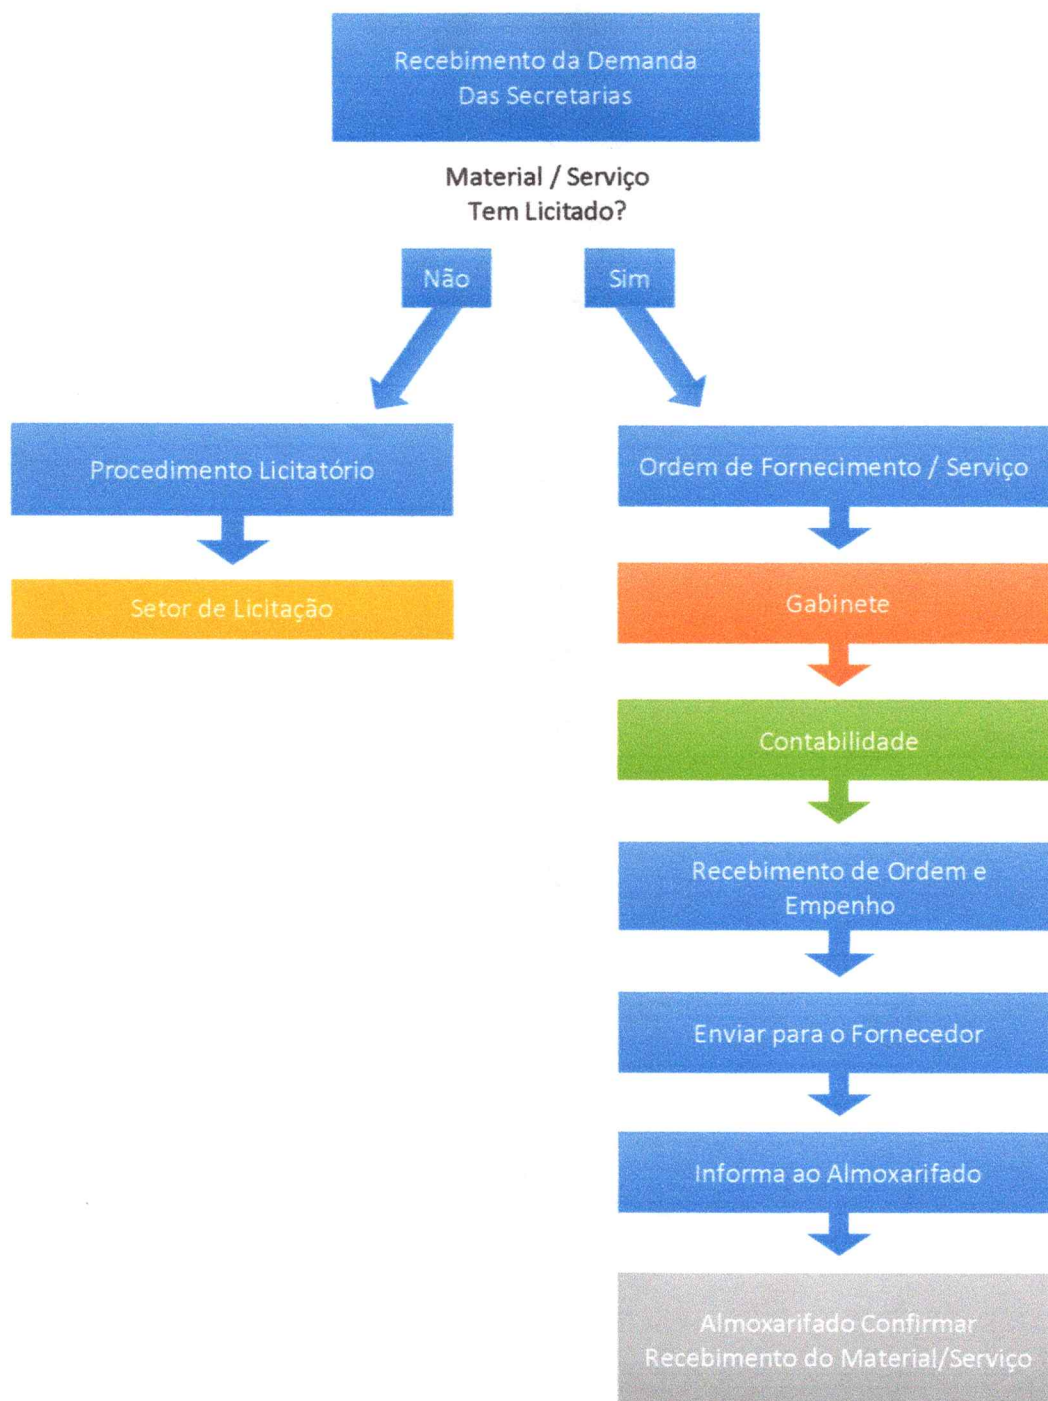 Recebimento da Demanda
Das Secretarias
Material / Serviço
Tem Licitado?
Não
Sim
Procedimento Licitatório
Ordem de Fornecimento / Serviço
Setor de Licitação
Gabinete
Contabilidade
Recebimento de Ordem e
Empenho
Enviar para o Fornecedor
Informa ao Almoxarifado
Almoxarifado Confirmar
Recebimento do Material/Serviço